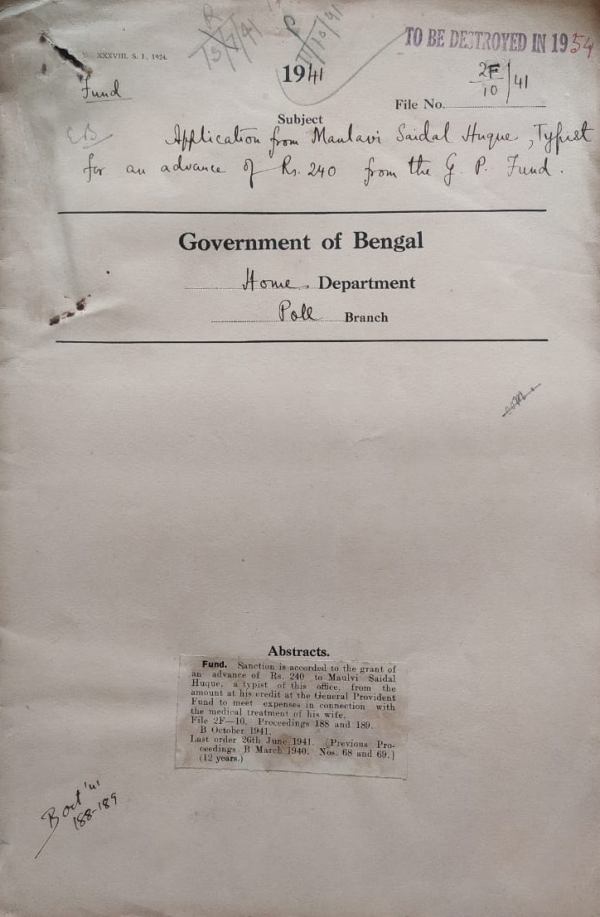 R
15/7/41
P
TO BE DESTROYED IN 1954
XXXVIII. S. J., 1924.
1941
Fund
2F/10/41
File No.
Subject
Application from Maulavi Saidal Huque, Typist
for an advance of Rs. 240 from the G. P. Fund.
Government of Bengal
Home Department
Poll Branch
Abstracts.
Fund. Sanction is accorded to the grant of
an advance of Rs. 240 to Maulvi Saidal
Huque, a typist of this office, from the
amount at his credit at the General Provident
Fund to meet expenses in connection with
the medical treatment of his wife.
File 2F—10. Proceedings 188 and 189.
B October 1941.
Last order 26th June 1941. [Previous Pro-
ceedings B March 1940. Nos. 68 and 69.]
(12 years.)
B Oct '41
188-189